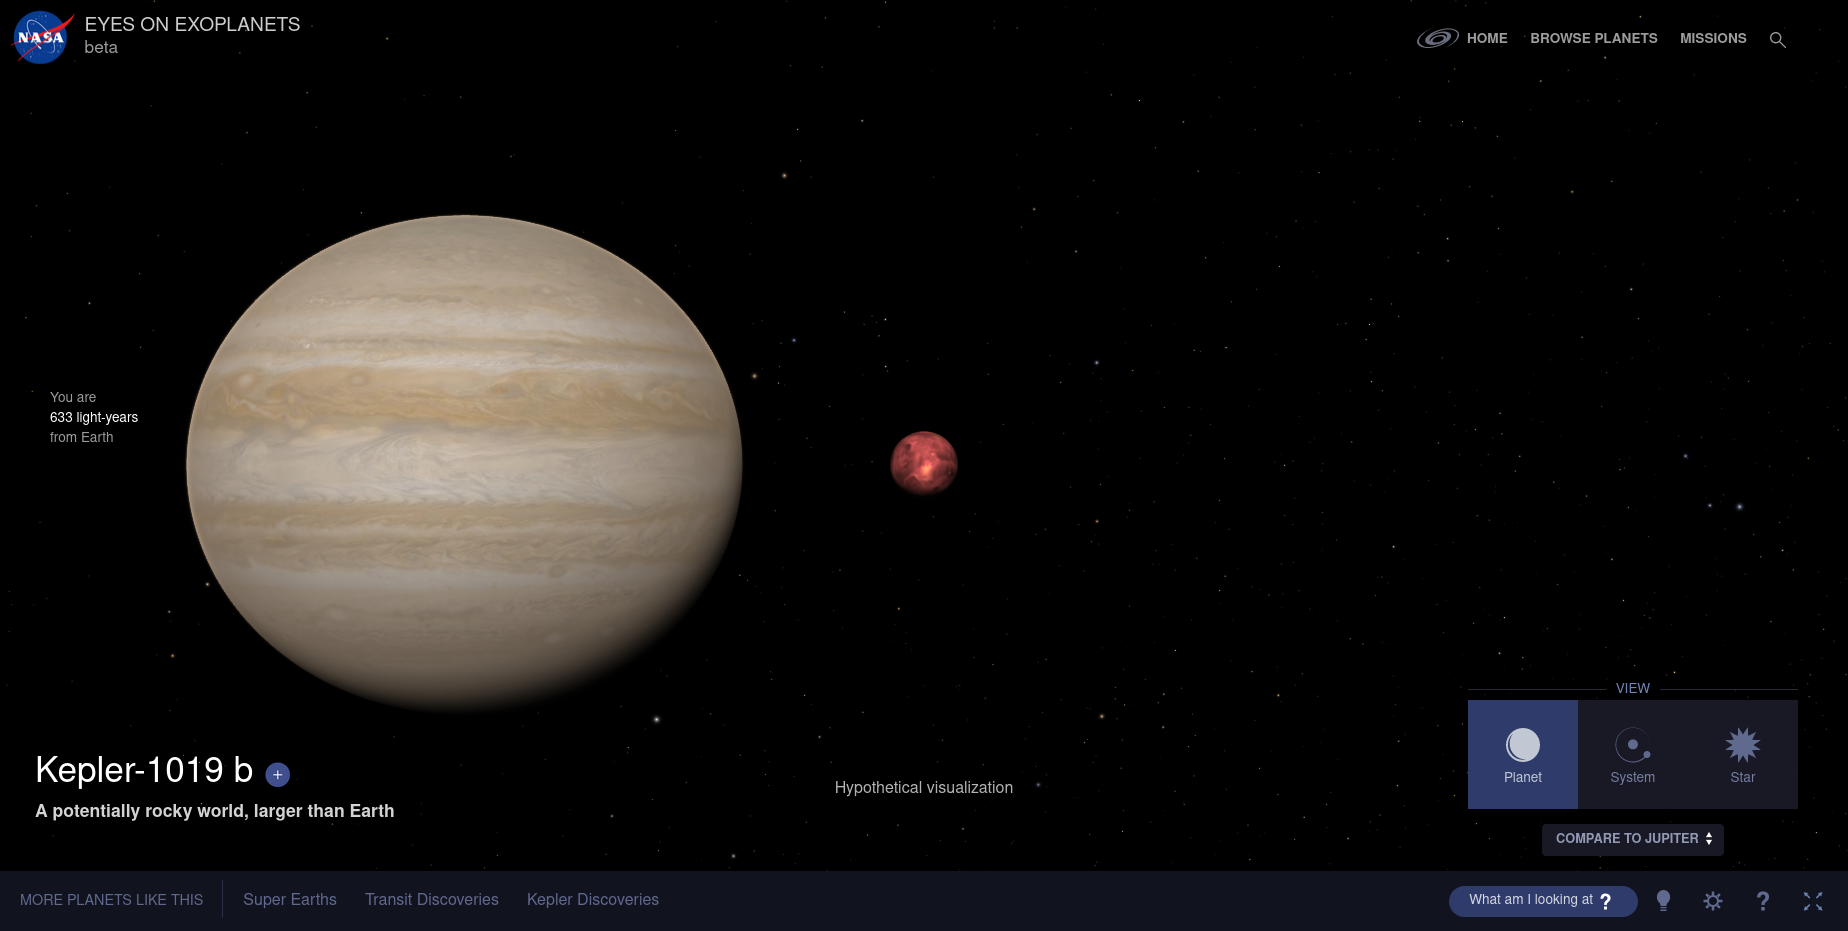 NASA
EYES ON EXOPLANETS
beta
HOME
BROWSE PLANETS
MISSIONS
You are
633 light-years
from Earth
Kepler-1019 b +
A potentially rocky world, larger than Earth
Hypothetical visualization
VIEW
Planet
System
Star
COMPARE TO JUPITER
MORE PLANETS LIKE THIS
Super Earths
Transit Discoveries
Kepler Discoveries
What am I looking at ?
?